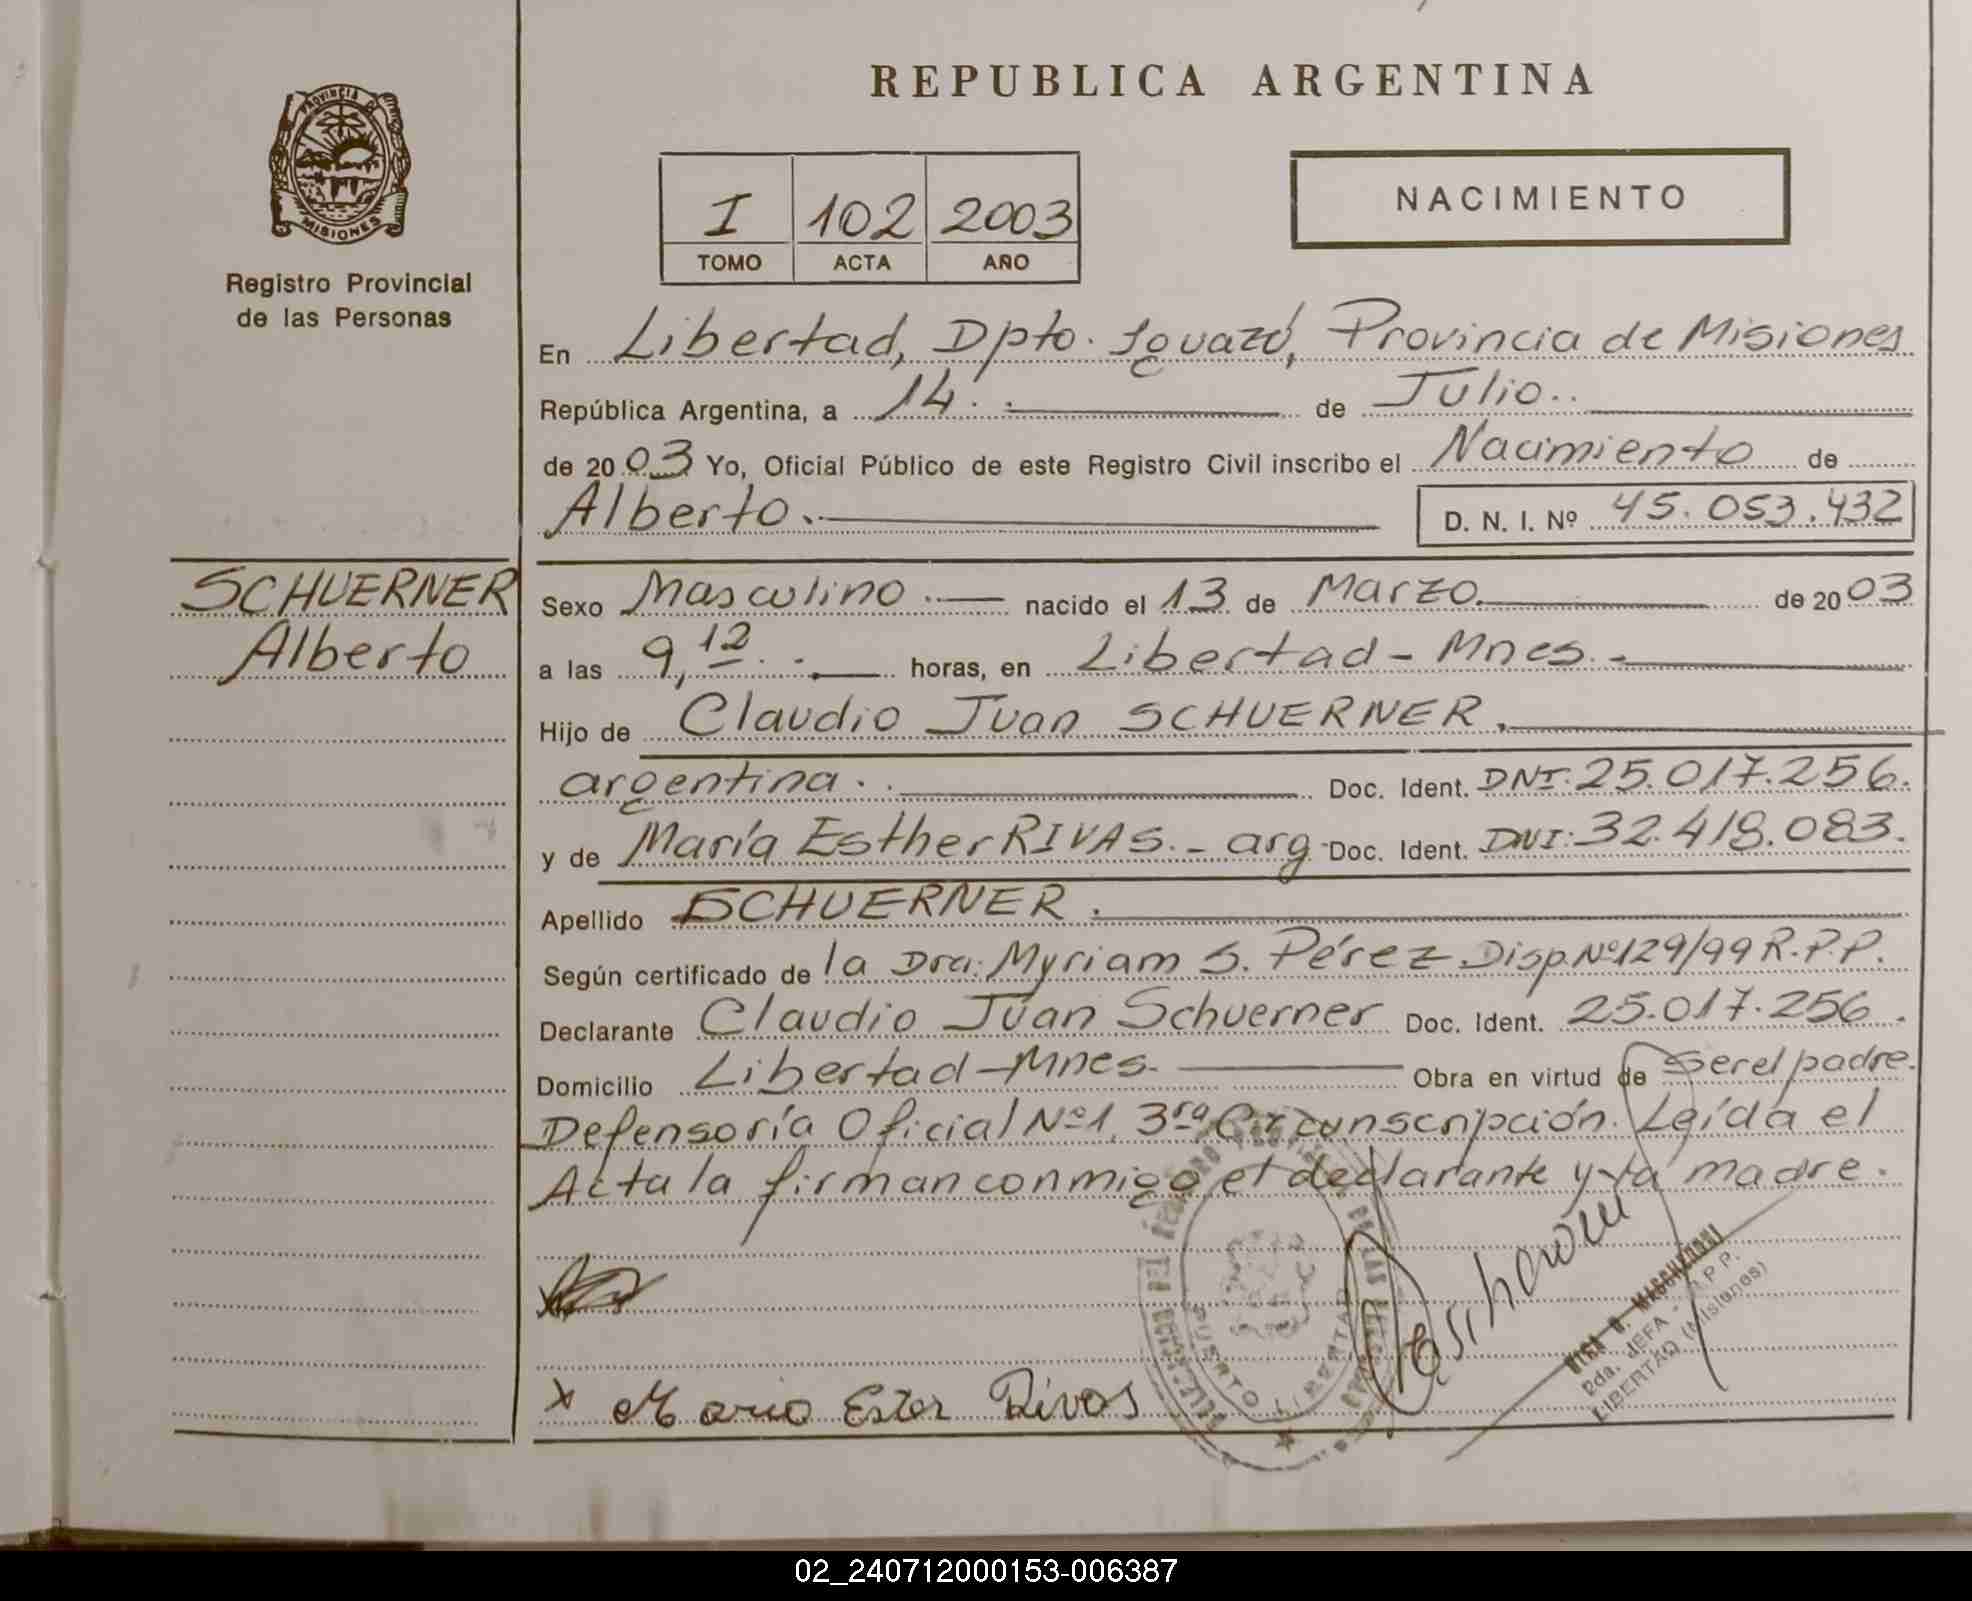 REPUBLICA ARGENTINA
PROVINCIA D
MISIONES
Registro Provincial
de las Personas
I 102 2003
TOMO ACTA AÑO
NACIMIENTO
En Libertad, Dpto. Iguazú, Provincia de Misiones
República Argentina, a 14. de Julio..
de 2003 Yo, Oficial Público de este Registro Civil inscribo el Nacimiento de
Alberto. D. N. I. Nº 45.053.432
SCHUERNER
Alberto
Sexo Masculino nacido el 13 de Marzo de 2003
a las 9,12 horas, en Libertad - Mnes.-
Hijo de Claudio Juan SCHUERNER.
argentina. Doc. Ident. DNI: 25.017.256.
y de María Esther RIVAS.- arg Doc. Ident. DNI: 32.418.083.
Apellido SCHUERNER.
Según certificado de la Dra. Myriam S. Pérez Disp. Nº 129/99 R.P.P.
Declarante Claudio Juan Schuerner Doc. Ident. 25.017.256.
Domicilio Libertad-Mnes. Obra en virtud de ser el padre.
Defensoría Oficial Nº1, 3ra Circunscripción. Leída el
Acta la firman conmigo el declarante y la madre.
PUERTO LIBERTAD
2da. JEFA - R.P.P.
LIBERTAD (Misiones)
x Maria Ester Rivas
02_240712000153-006387